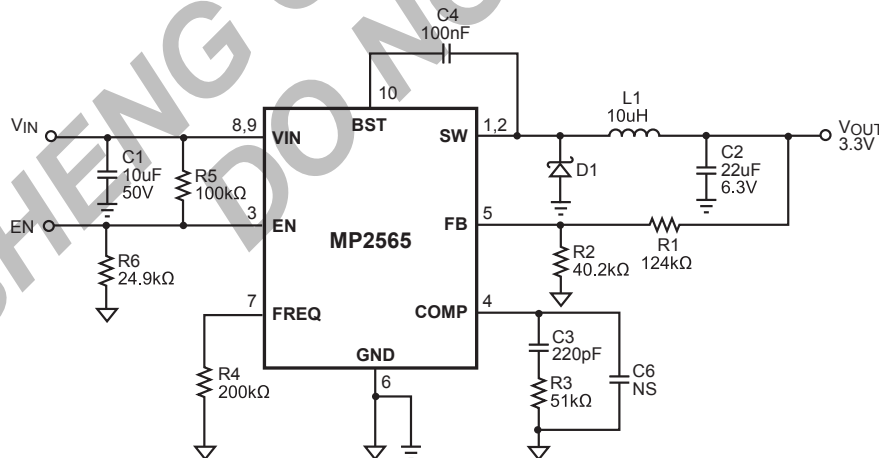 C4
100nF
10
BST
VIN
8,9
VIN
C1
10uF
50V
R5
100kΩ
EN
3
EN
R6
24.9kΩ
7
FREQ
R4
200kΩ
MP2565
GND
6
SW
1,2
L1
10uH
VOUT
3.3V
D1
C2
22uF
6.3V
FB
5
R2
40.2kΩ
R1
124kΩ
COMP
4
C3
220pF
R3
51kΩ
C6
NS
DO NO